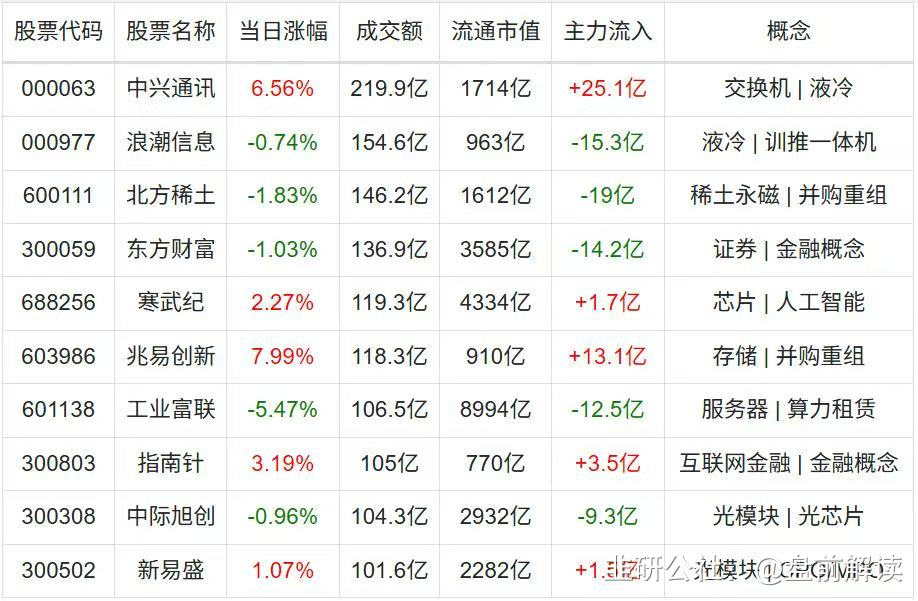 股票代码 股票名称 当日涨幅 成交额 流通市值 主力流入 概念
000063 中兴通讯 6.56% 219.9亿 1714亿 +25.1亿 交换机 | 液冷
000977 浪潮信息 -0.74% 154.6亿 963亿 -15.3亿 液冷 | 训推一体机
600111 北方稀土 -1.83% 146.2亿 1612亿 -19亿 稀土永磁 | 并购重组
300059 东方财富 -1.03% 136.9亿 3585亿 -14.2亿 证券 | 金融概念
688256 寒武纪 2.27% 119.3亿 4334亿 +1.7亿 芯片 | 人工智能
603986 兆易创新 7.99% 118.3亿 910亿 +13.1亿 存储 | 并购重组
601138 工业富联 -5.47% 106.5亿 8994亿 -12.5亿 服务器 | 算力租赁
300803 指南针 3.19% 105亿 770亿 +3.5亿 互联网金融 | 金融概念
300308 中际旭创 -0.96% 104.3亿 2932亿 -9.3亿 光模块 | 光芯片
300502 新易盛 1.07% 101.6亿 2282亿 光模块 |
@盘前解读